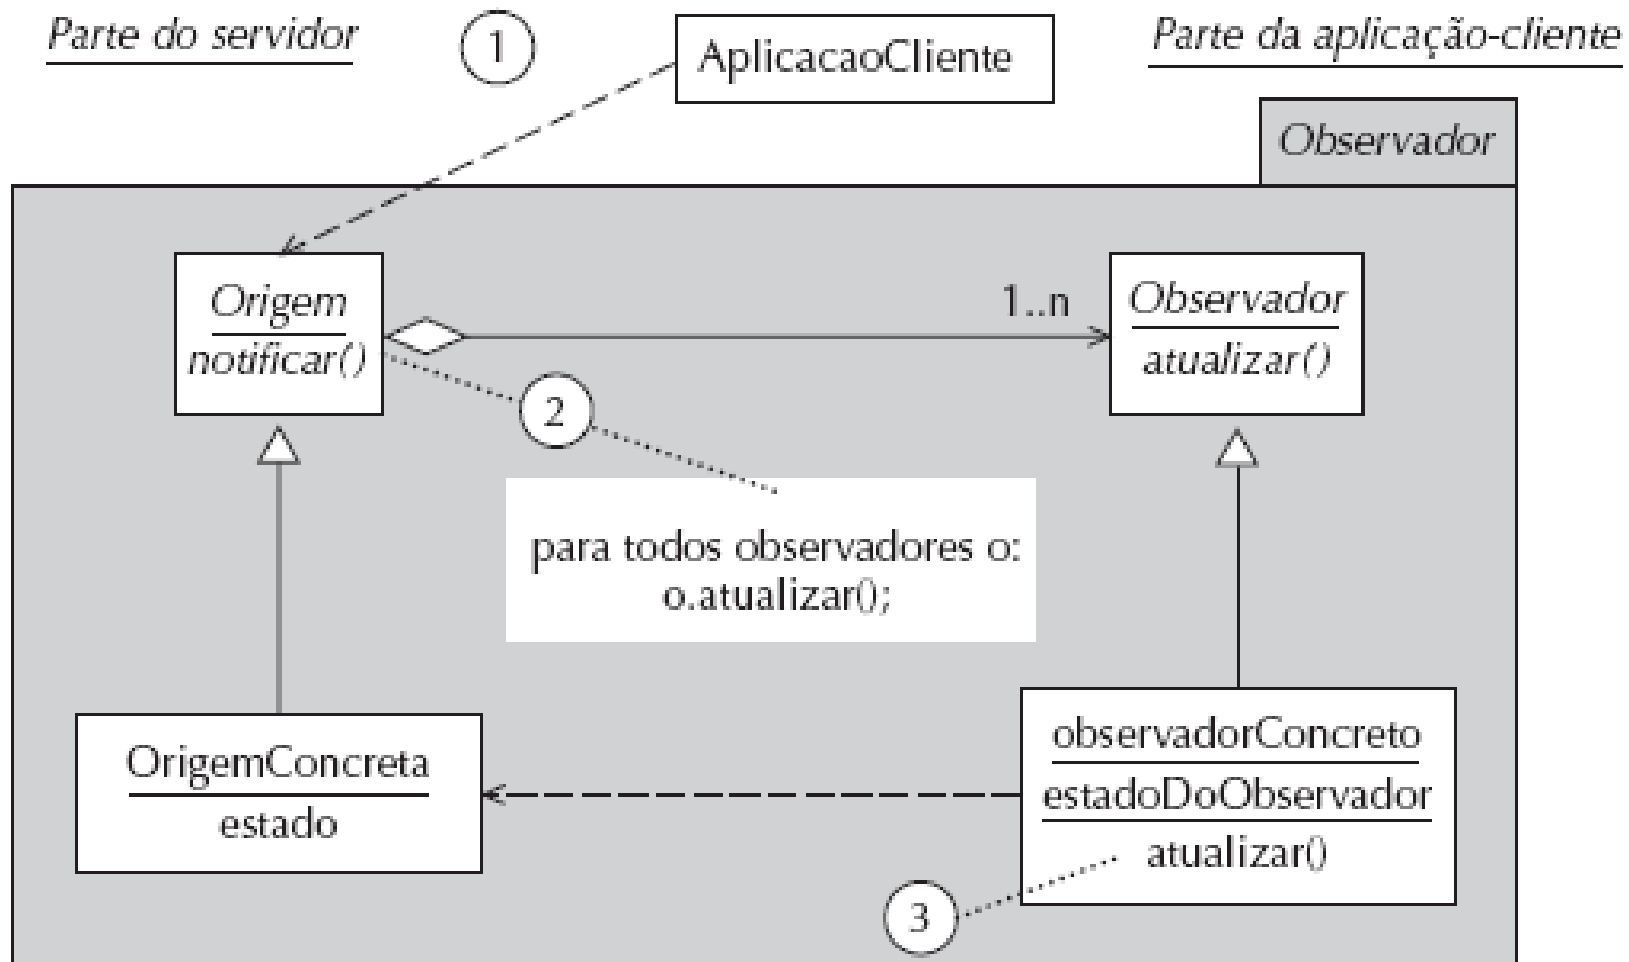 Parte do servidor
1
AplicacaoCliente
Parte da aplicação-cliente
Observador
Origem
notificar()
1..n
Observador
atualizar()
2
para todos observadores o:
o.atualizar();
OrigemConcreta
estado
observadorConcreto
estadoDoObservador
atualizar()
3